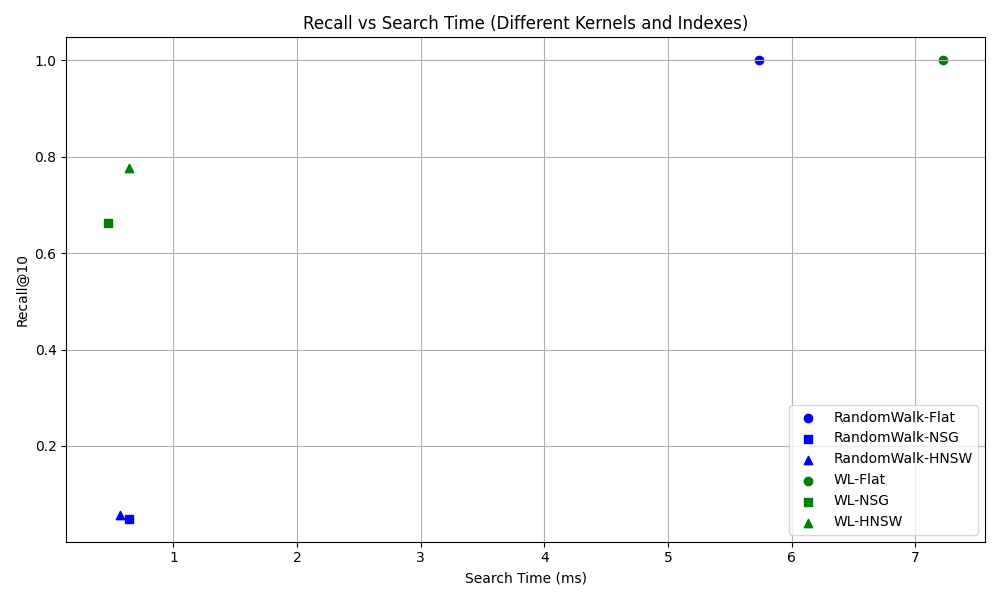 Recall vs Search Time (Different Kernels and Indexes)
Recall@10
1.0
0.8
0.6
0.4
0.2
1 2 3 4 5 6 7
Search Time (ms)
RandomWalk-Flat
RandomWalk-NSG
RandomWalk-HNSW
WL-Flat
WL-NSG
WL-HNSW